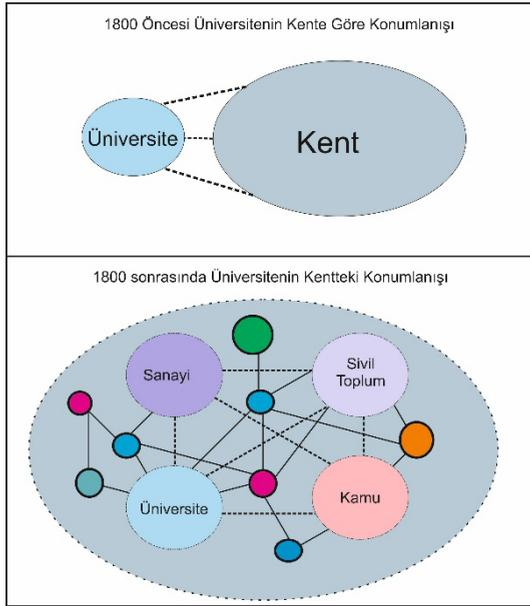 1800 Öncesi Üniversitenin Kente Göre Konumlanışı
Üniversite
Kent
1800 sonrasında Üniversitenin Kentteki Konumlanışı
Sanayi
Sivil
Toplum
Üniversite
Kamu